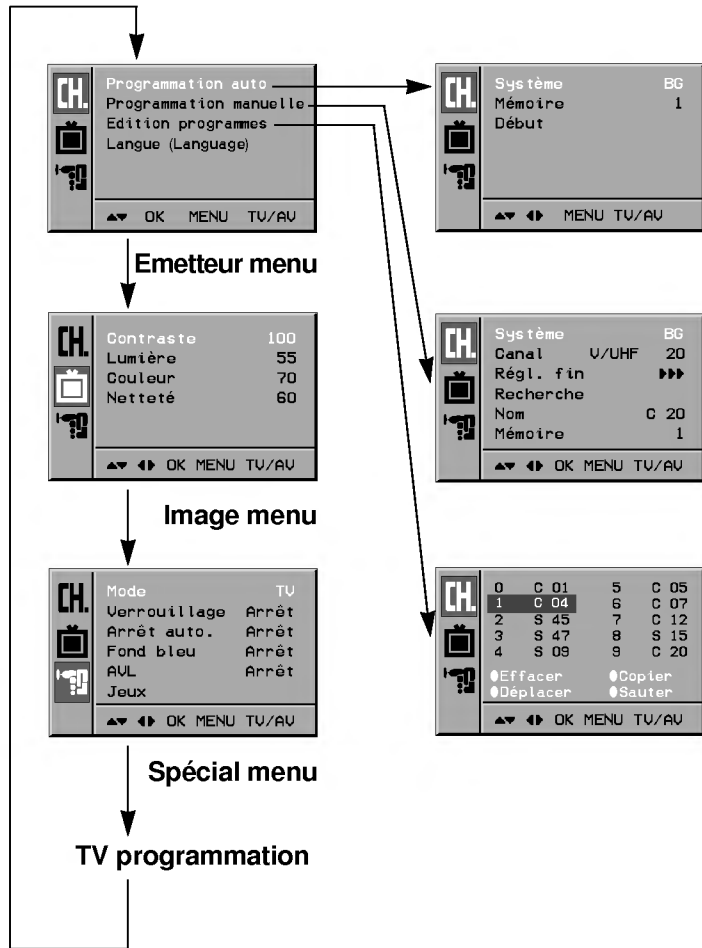 CH.
Programmation auto
Programmation manuelle
Edition programmes
Langue (Language)
▲▼ OK MENU TV/AV
Emetteur menu
CH.
Contraste 100
Lumière 55
Couleur 70
Netteté 60
▲▼ ◀▶ OK MENU TV/AV
Image menu
CH.
Mode TV
Verrouillage Arrêt
Arrêt auto. Arrêt
Fond bleu Arrêt
AVL Arrêt
Jeux
▲▼ ◀▶ OK MENU TV/AV
Spécial menu
TV programmation
CH.
Système BG
Mémoire 1
Début
▲▼ ◀▶ MENU TV/AV
CH.
Système BG
Canal V/UHF 20
Régl. fin ▶▶▶
Recherche
Nom C 20
Mémoire 1
▲▼ ◀▶ OK MENU TV/AV
CH.
0 C 01 5 C 05
1 C 04 6 C 07
2 S 45 7 C 12
3 S 47 8 S 15
4 S 09 9 C 20
Effacer Copier
Déplacer Sauter
▲▼ ◀▶ OK MENU TV/AV